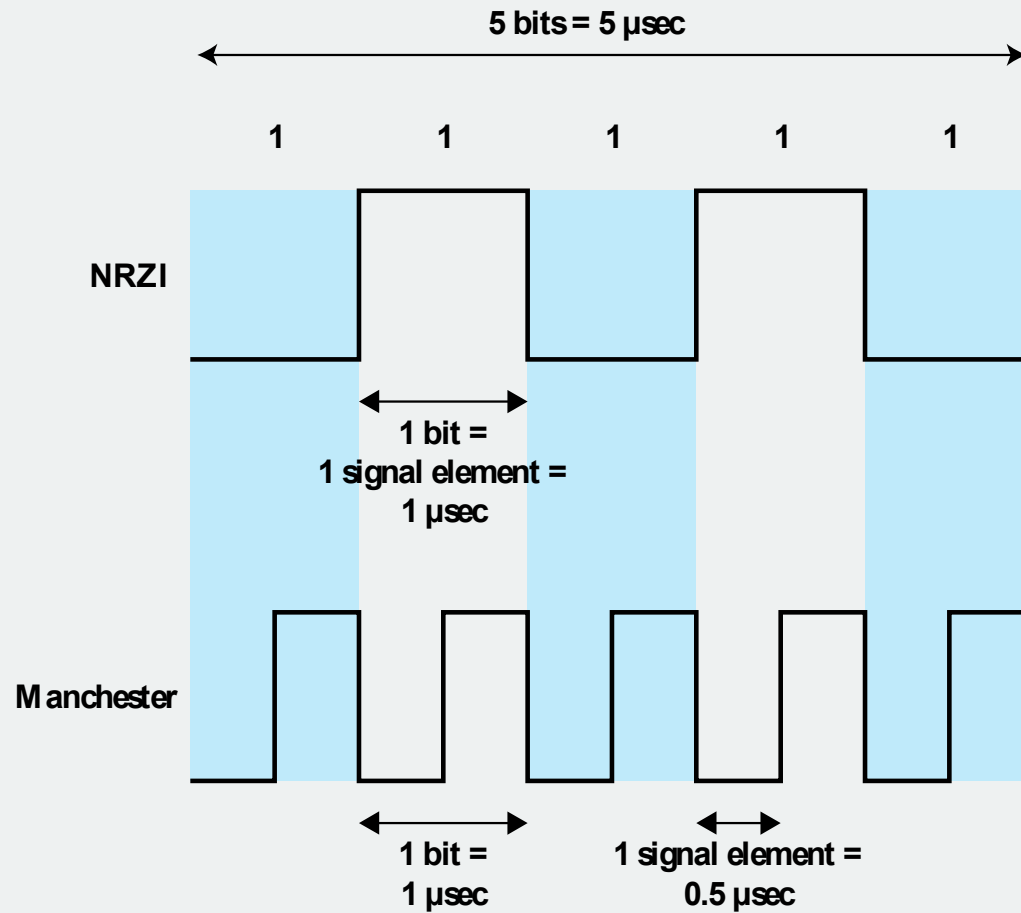 5 bits = 5 µsec
1 1 1 1 1
NRZI
1 bit =
1 signal element =
1 µsec
Manchester
1 bit =
1 µsec
1 signal element =
0.5 µsec